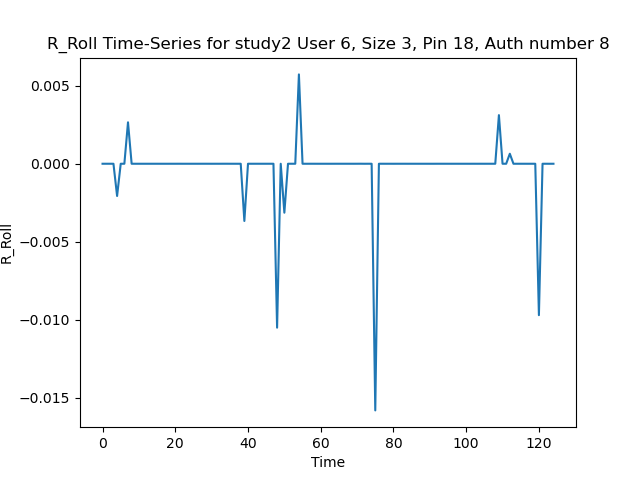 R_Roll Time-Series for study2 User 6, Size 3, Pin 18, Auth number 8
0.005
0.000
−0.005
−0.010
−0.015
R_Roll
0 20 40 60 80 100 120
Time